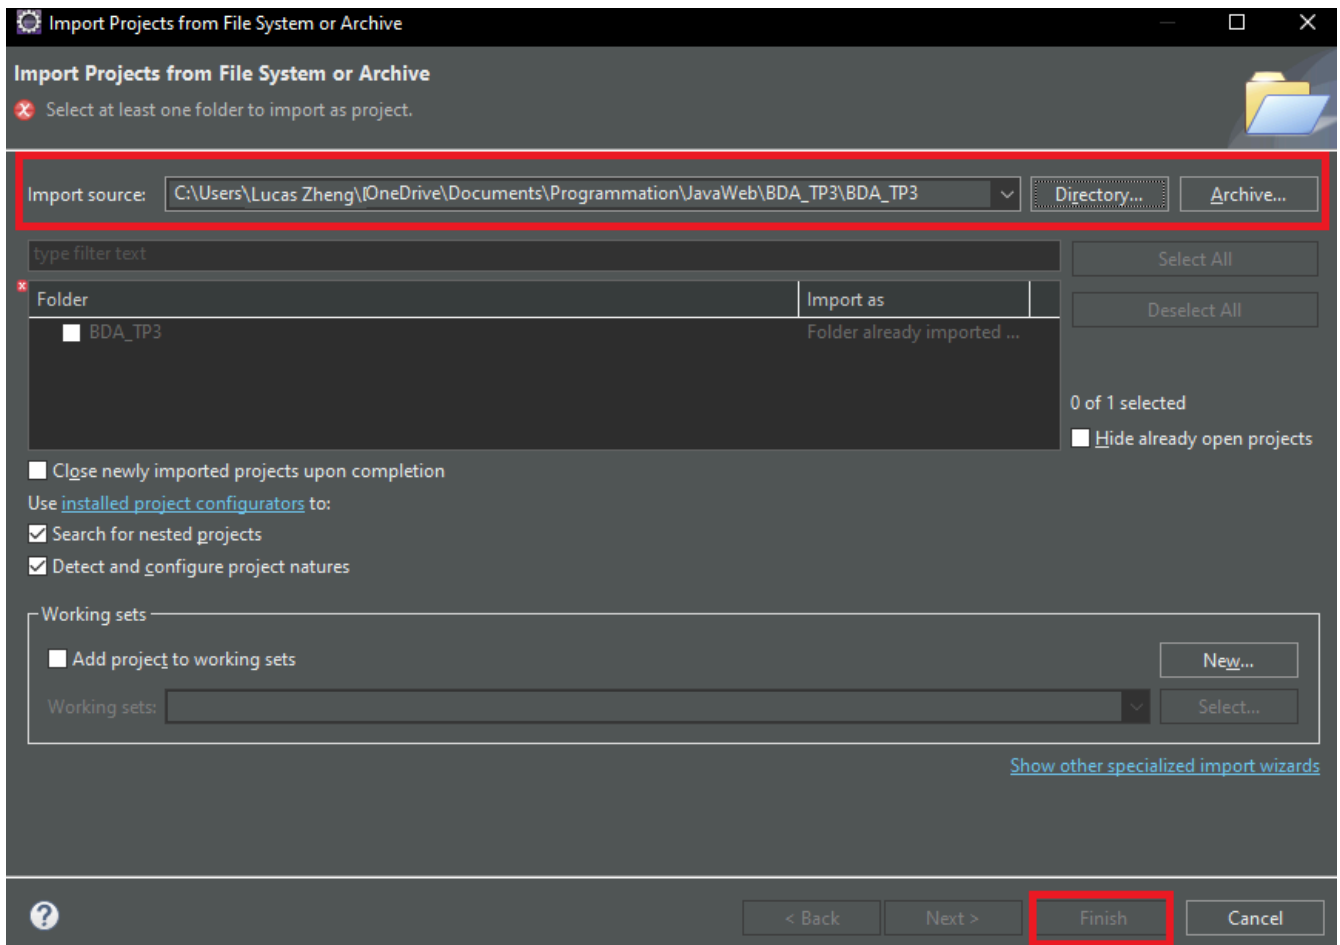 Import Projects from File System or Archive
Import Projects from File System or Archive
Select at least one folder to import as project.
Import source: C:\Users\Lucas Zheng\[OneDrive\Documents\Programmation\JavaWeb\BDA_TP3\BDA_TP3 Directory... Archive...
type filter text Select All
Folder Import as Deselect All
BDA_TP3 Folder already imported ...
0 of 1 selected
Hide already open projects
Close newly imported projects upon completion
Use installed project configurators to:
Search for nested projects
Detect and configure project natures
Working sets
Add project to working sets New...
Working sets: Select...
Show other specialized import wizards
? < Back Next > Finish Cancel